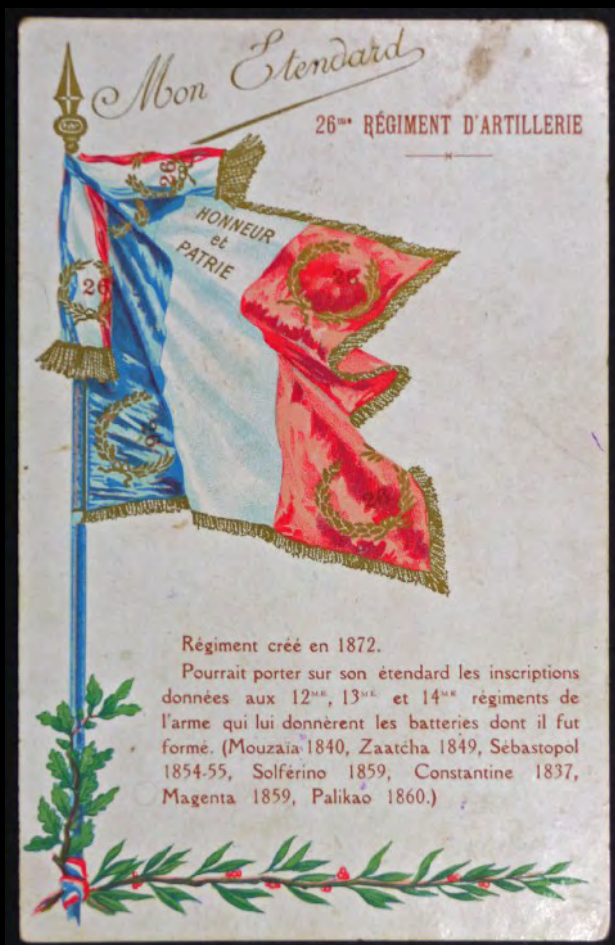 Mon Etendard
26me RÉGIMENT D'ARTILLERIE
26
26
HONNEUR
et
PATRIE
26
26
26
Régiment créé en 1872.
Pourrait porter sur son étendard les inscriptions
données aux 12ME, 13ME et 14ME régiments de
l'arme qui lui donnèrent les batteries dont il fut
formé. (Mouzaïa 1840, Zaatcha 1849, Sébastopol
1854-55, Solférino 1859, Constantine 1837,
Magenta 1859, Palikao 1860.)